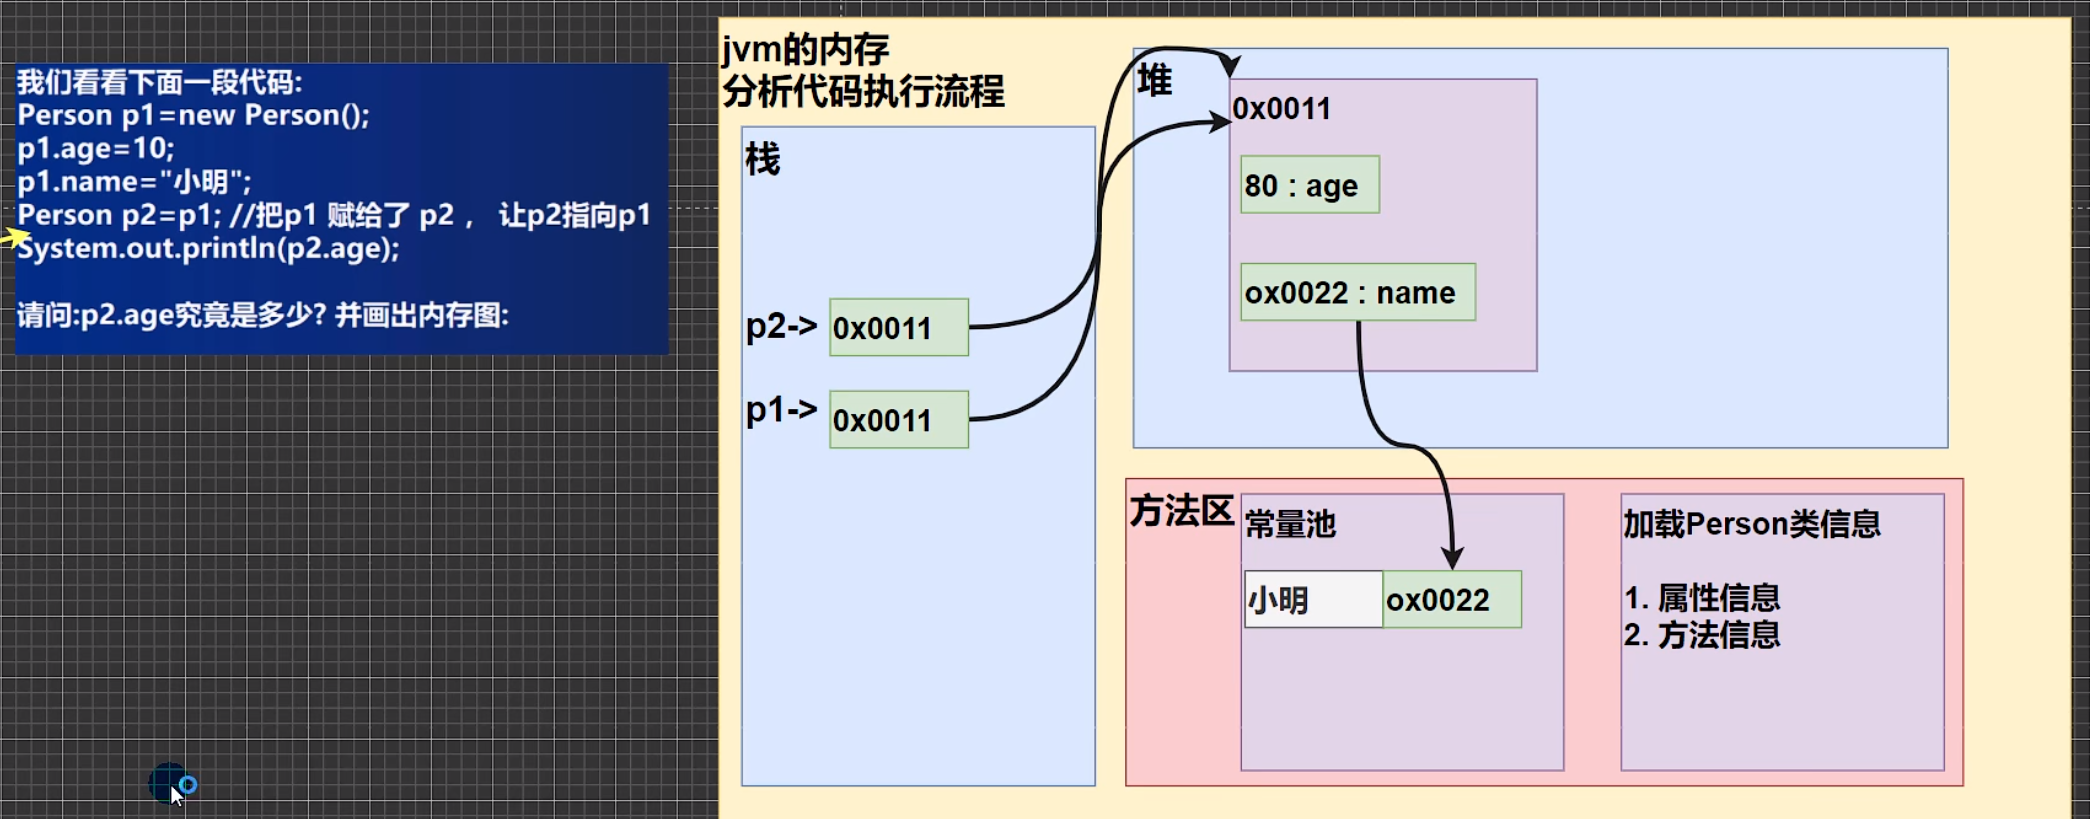 我们看看下面一段代码:
Person p1=new Person();
p1.age=10;
p1.name="小明";
Person p2=p1; //把p1 赋给了 p2 ， 让p2指向p1
System.out.println(p2.age);
请问:p2.age究竟是多少? 并画出内存图:
jvm的内存
分析代码执行流程
栈
p2-> 0x0011
p1-> 0x0011
堆
0x0011
80 : age
ox0022 : name
方法区
常量池
小明 ox0022
加载Person类信息
1. 属性信息
2. 方法信息